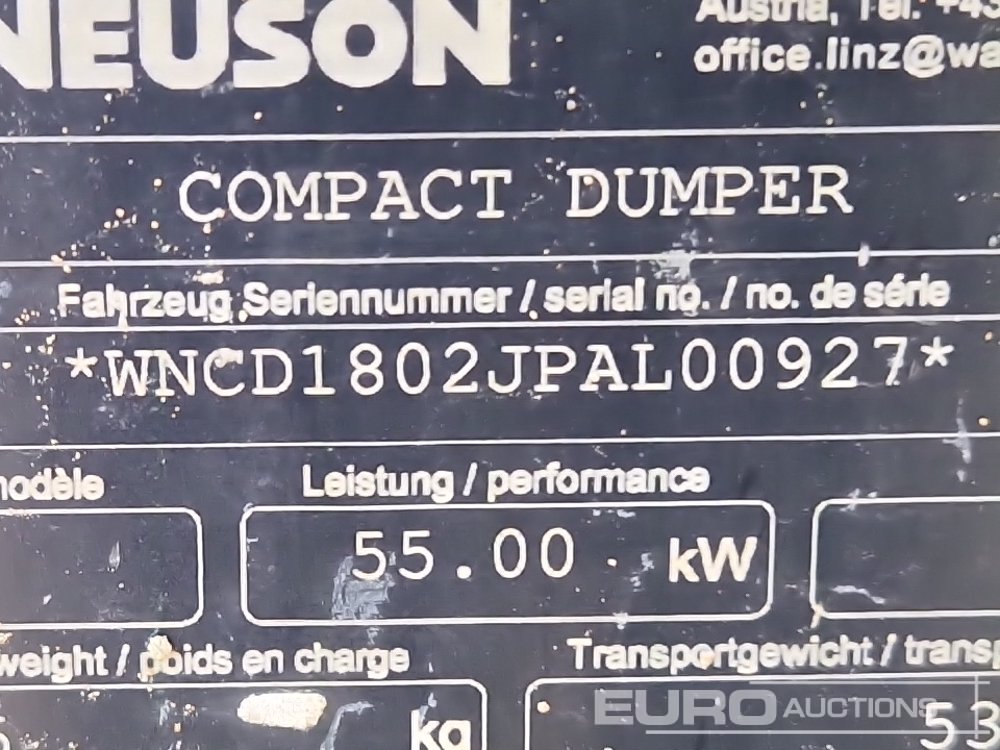 NEUSON
Austria, Tel. +43
office.linz@wa
COMPACT DUMPER
Fahrzeug Seriennummer / serial no. / no. de série
*WNCD1802JPAL00927*
modèle
Leistung / performance
55.00 kW
weight / poids en charge
Transportgewicht / transp
kg
53
EURO AUCTIONS